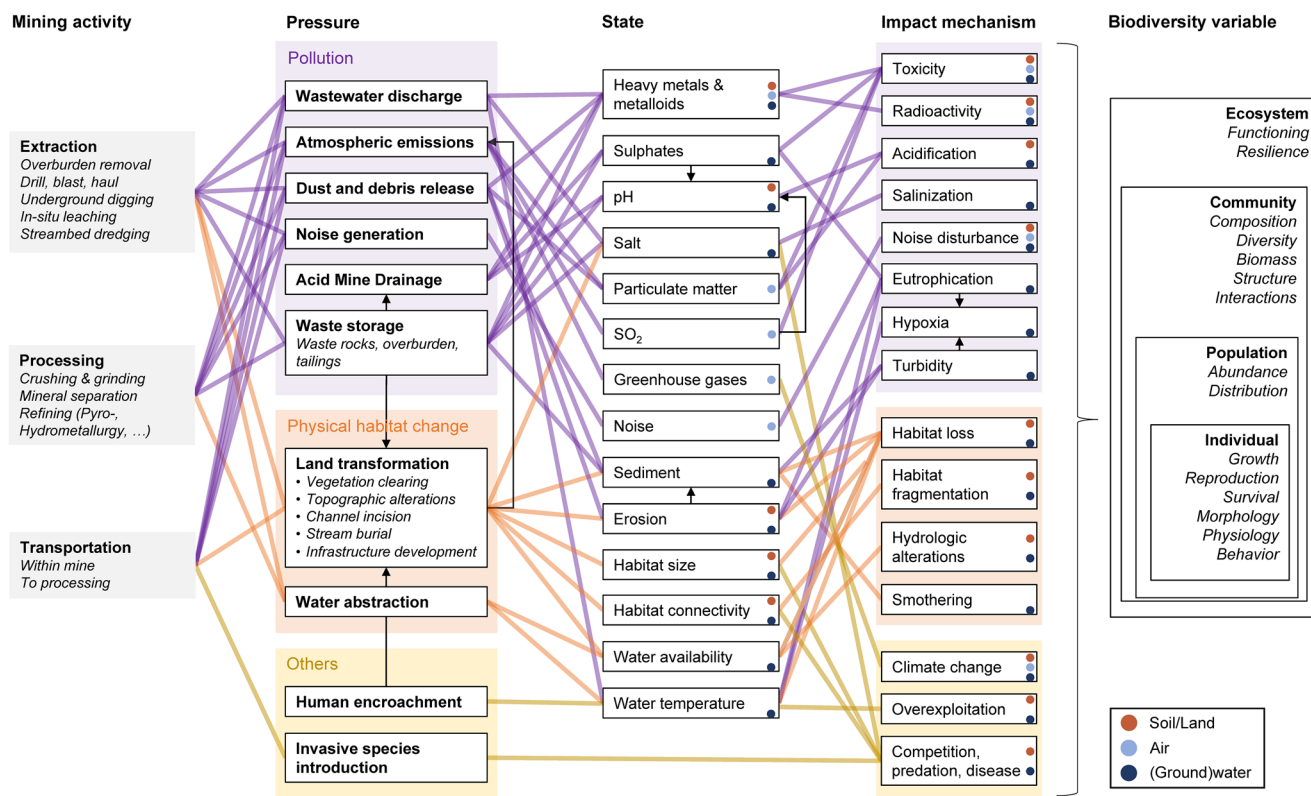 Mining activity
Pressure
State
Impact mechanism
Biodiversity variable
Extraction
Overburden removal
Drill, blast, haul
Underground digging
In-situ leaching
Streambed dredging
Processing
Crushing & grinding
Mineral separation
Refining (Pyro-,
Hydrometallurgy, …)
Transportation
Within mine
To processing
Pollution
Wastewater discharge
Atmospheric emissions
Dust and debris release
Noise generation
Acid Mine Drainage
Waste storage
Waste rocks, overburden,
tailings
Physical habitat change
Land transformation
• Vegetation clearing
• Topographic alterations
• Channel incision
• Stream burial
• Infrastructure development
Water abstraction
Others
Human encroachment
Invasive species
introduction
Heavy metals &
metalloids
Sulphates
pH
Salt
Particulate matter
SO₂
Greenhouse gases
Noise
Sediment
Erosion
Habitat size
Habitat connectivity
Water availability
Water temperature
Toxicity
Radioactivity
Acidification
Salinization
Noise disturbance
Eutrophication
Hypoxia
Turbidity
Habitat loss
Habitat
fragmentation
Hydrologic
alterations
Smothering
Climate change
Overexploitation
Competition,
predation, disease
Ecosystem
Functioning
Resilience
Community
Composition
Diversity
Biomass
Structure
Interactions
Population
Abundance
Distribution
Individual
Growth
Reproduction
Survival
Morphology
Physiology
Behavior
Soil/Land
Air
(Ground)water